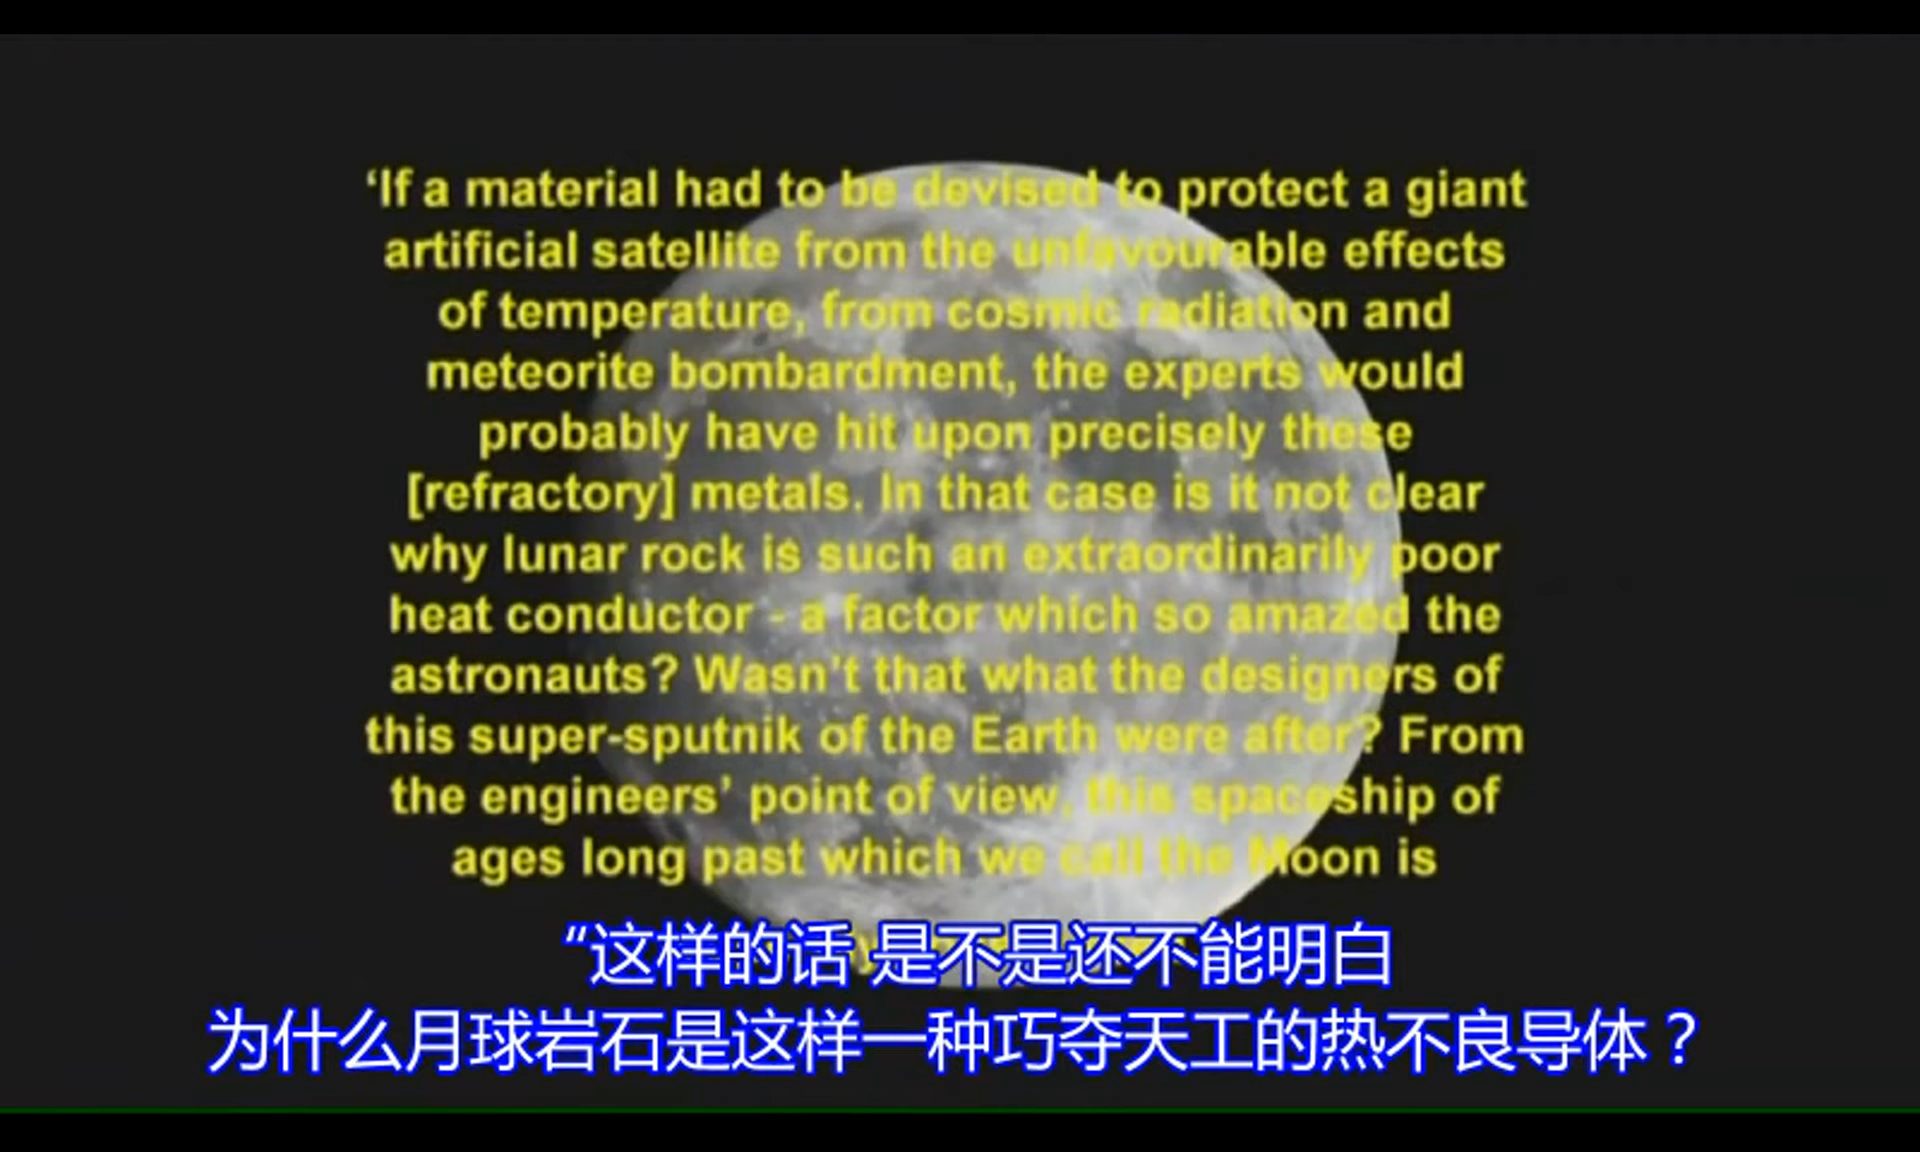 ‘If a material had to be devised to protect a giant
artificial satellite from the unfavourable effects
of temperature, from cosmic radiation and
meteorite bombardment, the experts would
probably have hit upon precisely these
[refractory] metals. In that case is it not clear
why lunar rock is such an extraordinarily poor
heat conductor - a factor which so amazed the
astronauts? Wasn’t that what the designers of
this super-sputnik of the Earth were after? From
the engineers’ point of view, this spaceship of
ages long past which we call the Moon is
“这样的话 是不是还不能明白
为什么月球岩石是这样一种巧夺天工的热不良导体？